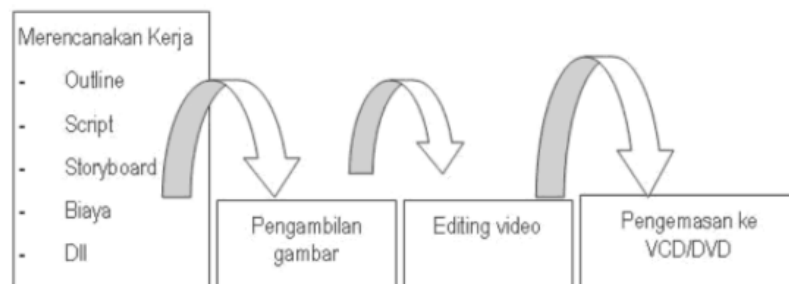 Merencanakan Kerja
- Outline
- Script
- Storyboard
- Biaya
- Dll
Pengambilan
gambar
Editing video
Pengemasan ke
VCD/DVD